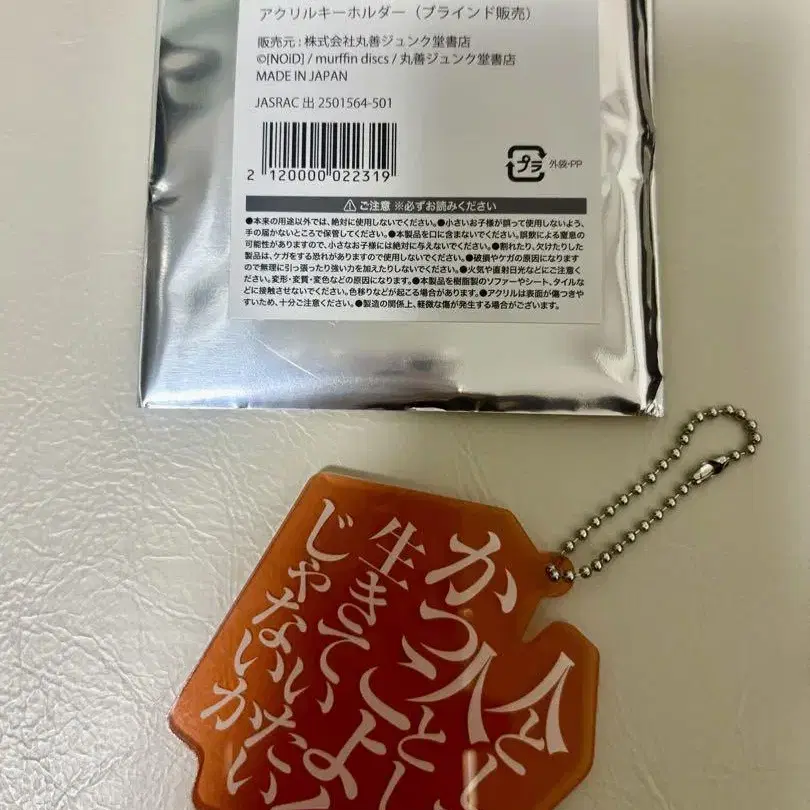 アクリルキーホルダー（ブラインド販売）
販売元：株式会社丸善ジュンク堂書店
©[NOiD] / murffin discs / 丸善ジュンク堂書店
MADE IN JAPAN
JASRAC 出 2501564-501
2 120000 022319
プラ 外袋・PP
⚠ご注意 ※必ずお読みください
●本来の用途以外では、絶対に使用しないでください。●小さいお子様が誤って使用しないよう、
手の届かないところで保管してください。●本製品を口に含まないでください。誤飲による窒息の
可能性がありますので、小さなお子様には絶対に与えないでください。●割れたり、欠けたりした
製品は、ケガをする恐れがありますので使用しないでください。●破損やケガの原因になります
ので無理に引っ張ったり強い力を加えたりしないでください。●火気や直射日光などにご注意く
ださい。変形・変質・変色などの原因になります。●本製品を樹脂製のソファーやシート、タイルな
どに接触させないでください。色移りなどが起こる場合があります。●アクリルは表面が傷つきや
すいため、十分ご注意ください。●製造の関係上、軽微な傷が発生する場合がございます。
人と
人とし
かっこよ
生きていたい
じゃないか